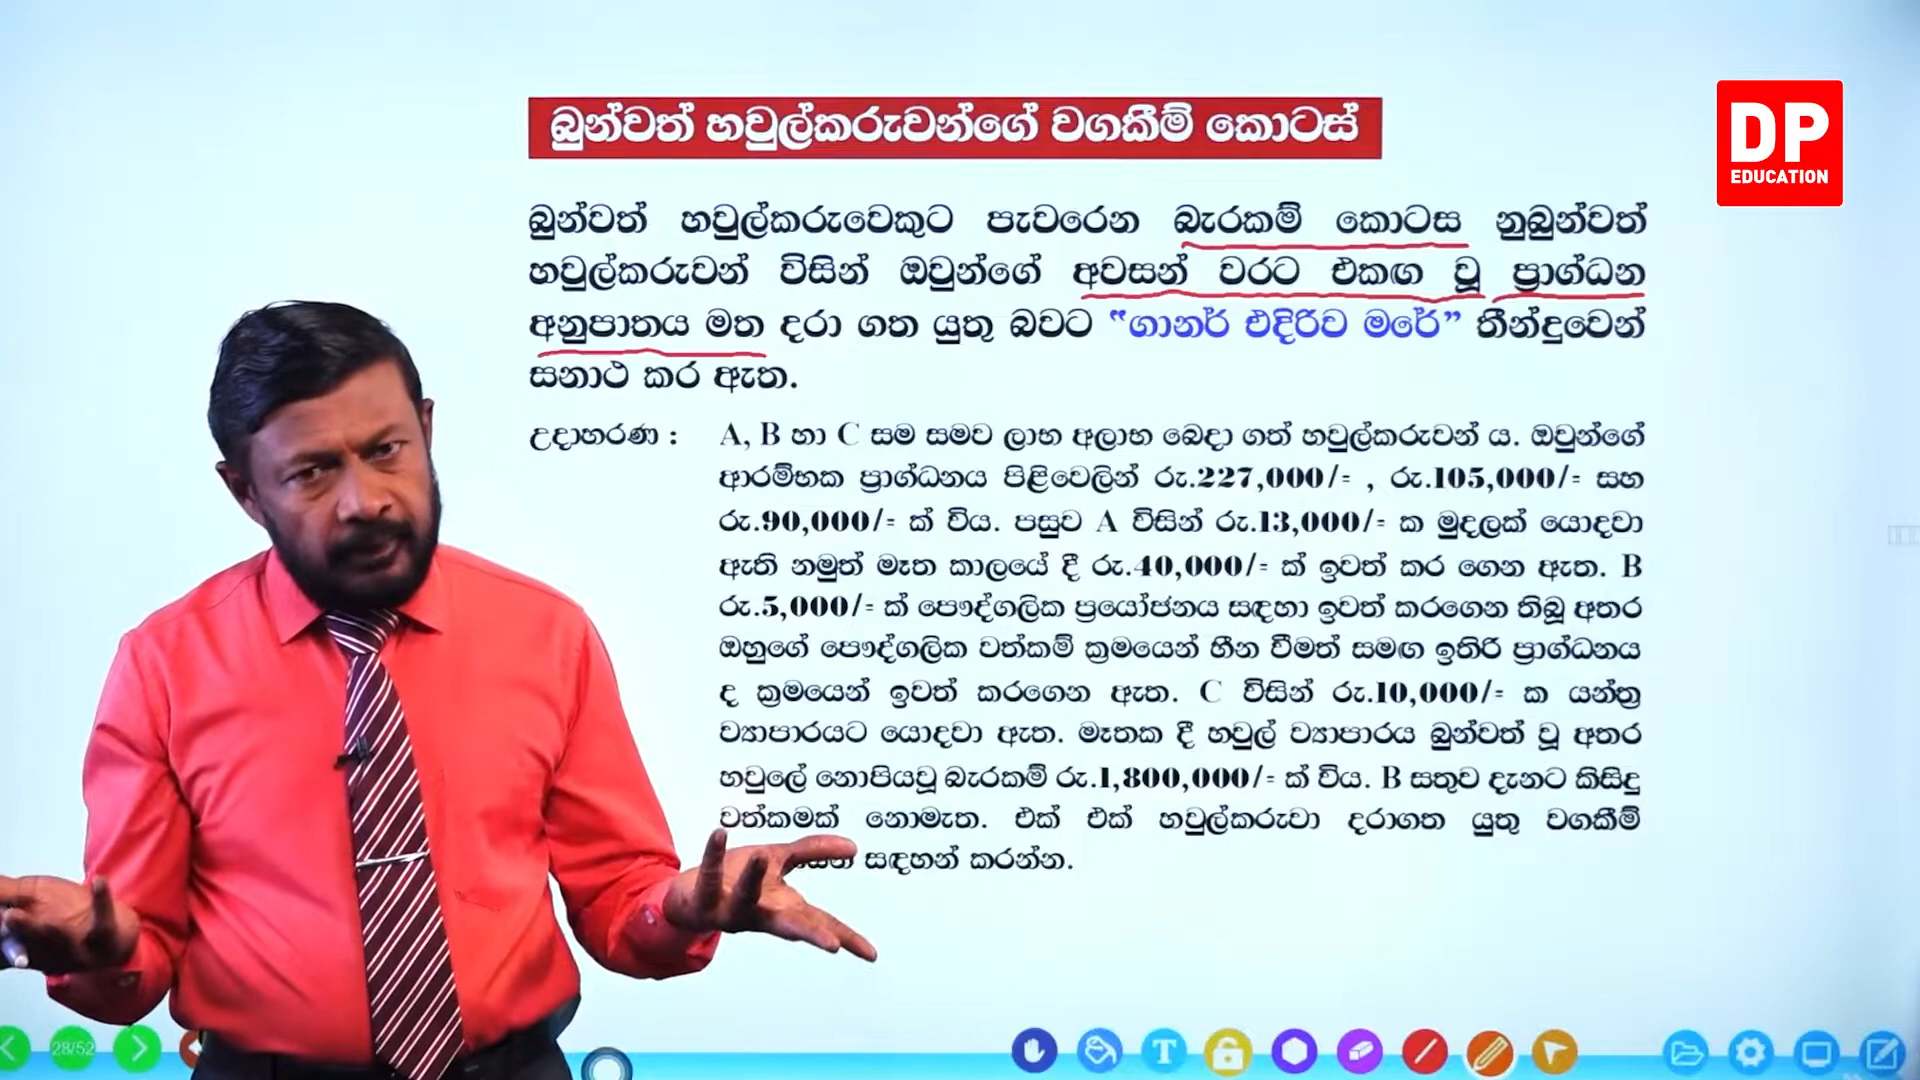 බුන්වත් හවුල්කරුවන්ගේ වගකීම් කොටස්
DP
EDUCATION
බුන්වත් හවුල්කරුවෙකුට පැවරෙන බැරකම් කොටස නුබුන්වත්
හවුල්කරුවන් විසින් ඔවුන්ගේ අවසන් වරට එකඟ වූ ප්‍රාග්ධන
අනුපාතය මත දරා ගත යුතු බවට “ගානර් එදිරිව මරේ” තීන්දුවෙන්
සනාථ කර ඇත.
උදාහරණ : A, B හා C සම සමව ලාභ අලාභ බෙදා ගත් හවුල්කරුවන් ය. ඔවුන්ගේ
ආරම්භක ප්‍රාග්ධනය පිළිවෙලින් රු.227,000/= , රු.105,000/= සහ
රු.90,000/= ක් විය. පසුව A විසින් රු.13,000/= ක මුදලක් යොදවා
ඇති නමුත් මෑත කාලයේ දී රු.40,000/= ක් ඉවත් කර ගෙන ඇත. B
රු.5,000/= ක් පෞද්ගලික ප්‍රයෝජනය සඳහා ඉවත් කරගෙන තිබූ අතර
ඔහුගේ පෞද්ගලික වත්කම් ක්‍රමයෙන් හීන වීමත් සමඟ ඉතිරි ප්‍රාග්ධනය
ද ක්‍රමයෙන් ඉවත් කරගෙන ඇත. C විසින් රු.10,000/= ක යන්ත්‍ර
ව්‍යාපාරයට යොදවා ඇත. මෑතක දී හවුල් ව්‍යාපාරය බුන්වත් වූ අතර
හවුලේ නොපියවූ බැරකම් රු.1,800,000/= ක් විය. B සතුව දැනට කිසිදු
වත්කමක් නොමැත. එක් එක් හවුල්කරුවා දරාගත යුතු වගකීම්
සඳහන් කරන්න.
28/52